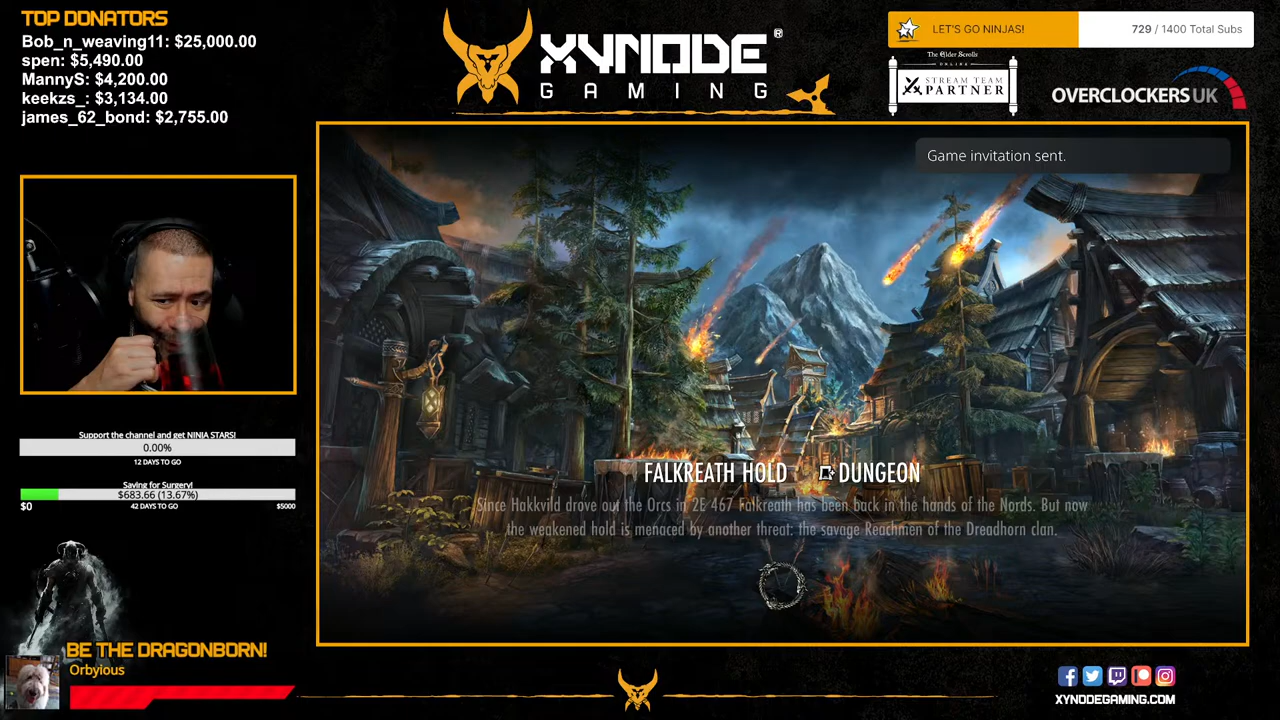 TOP DONATORS
Bob_n_weaving11: $25,000.00
spen: $5,490.00
MannyS: $4,200.00
keekzs_: $3,134.00
james_62_bond: $2,755.00
XYNODE®
GAMING
LET'S GO NINJAS!
729 / 1400 Total Subs
The Elder Scrolls
ONLINE
STREAM TEAM
PARTNER
OVERCLOCKERS UK
Game invitation sent.
Support the channel and get NINJA STARS!
0.00%
12 DAYS TO GO
Saving for Surgery!
$683.66 (13.67%)
$0
42 DAYS TO GO
$5000
FALKREATH HOLD DUNGEON
Since Hakkvild drove out the Orcs in 2E 467 Falkreath has been back in the hands of the Nords. But now
the weakened hold is menaced by another threat: the savage Reachmen of the Dreadhorn clan.
BE THE DRAGONBORN!
Orbyious
XYNODEGAMING.COM